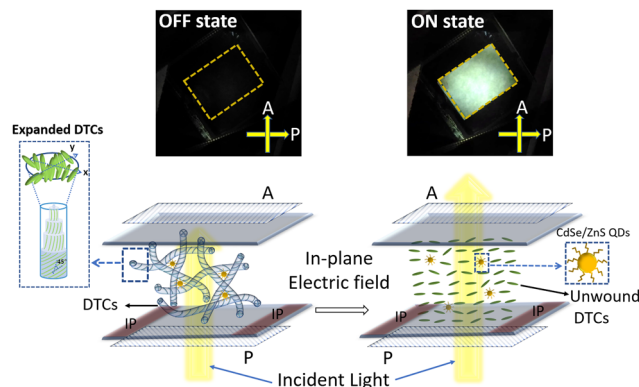 OFF state
ON state
A
P
A
P
Expanded DTCs
y
x
45°
A
A
CdSe/ZnS QDs
In-plane
Electric field
DTCs
Unwound
DTCs
IP
IP
IP
IP
P
P
Incident Light